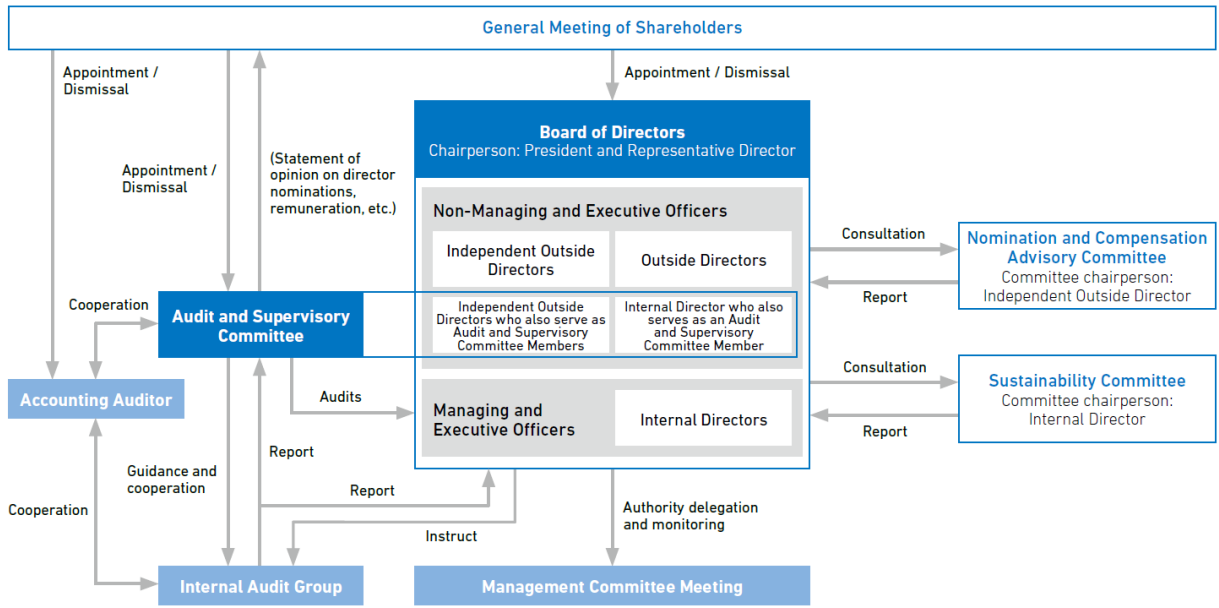 General Meeting of Shareholders
Appointment /
Dismissal
Appointment /
Dismissal
(Statement of
opinion on director
nominations,
remuneration, etc.)
Appointment / Dismissal
Board of Directors
Chairperson: President and Representative Director
Non-Managing and Executive Officers
Independent Outside
Directors
Outside Directors
Independent Outside
Directors who also serve as
Audit and Supervisory
Committee Members
Internal Director who also
serves as an Audit
and Supervisory
Committee Member
Managing and
Executive Officers
Internal Directors
Consultation
Report
Nomination and Compensation
Advisory Committee
Committee chairperson:
Independent Outside Director
Consultation
Report
Sustainability Committee
Committee chairperson:
Internal Director
Cooperation
Audit and Supervisory
Committee
Audits
Accounting Auditor
Guidance and
cooperation
Report
Report
Instruct
Cooperation
Authority delegation
and monitoring
Internal Audit Group
Management Committee Meeting